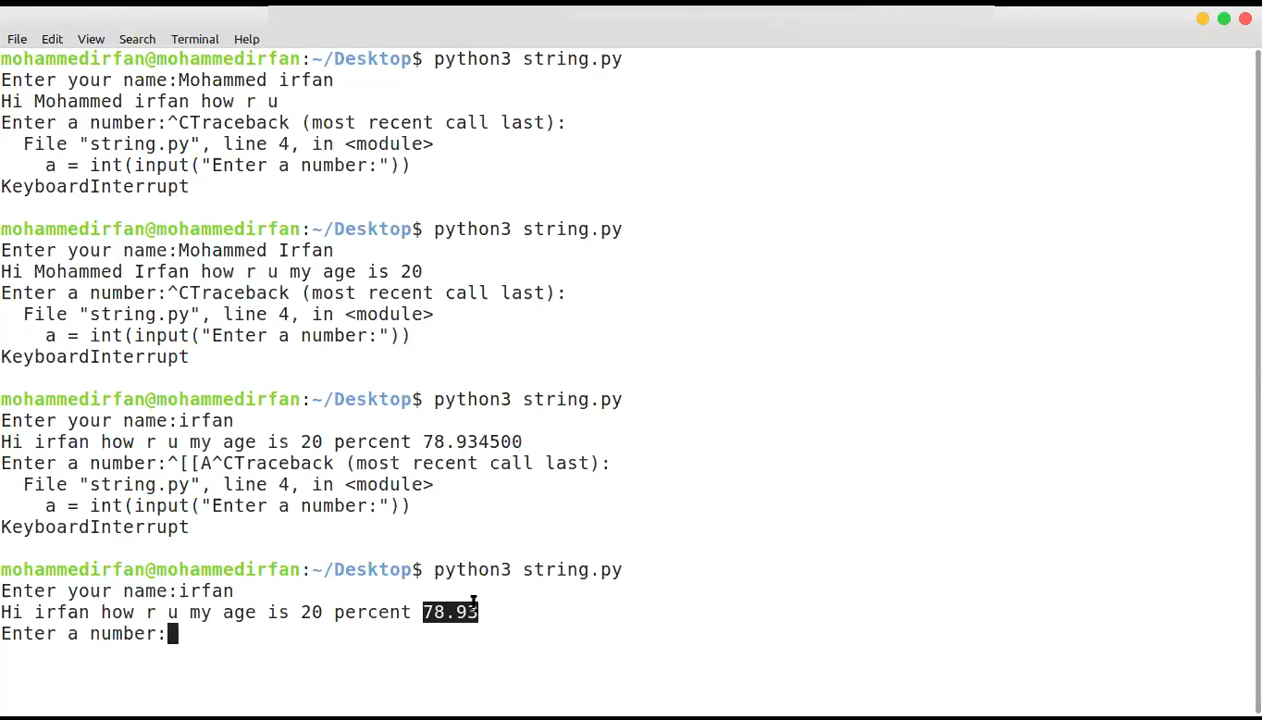 File Edit View Search Terminal Help
mohammedirfan@mohammedirfan:~/Desktop$ python3 string.py
Enter your name:Mohammed irfan
Hi Mohammed irfan how r u
Enter a number:^CTraceback (most recent call last):
  File "string.py", line 4, in <module>
    a = int(input("Enter a number:"))
KeyboardInterrupt

mohammedirfan@mohammedirfan:~/Desktop$ python3 string.py
Enter your name:Mohammed Irfan
Hi Mohammed Irfan how r u my age is 20
Enter a number:^CTraceback (most recent call last):
  File "string.py", line 4, in <module>
    a = int(input("Enter a number:"))
KeyboardInterrupt

mohammedirfan@mohammedirfan:~/Desktop$ python3 string.py
Enter your name:irfan
Hi irfan how r u my age is 20 percent 78.934500
Enter a number:^[[A^CTraceback (most recent call last):
  File "string.py", line 4, in <module>
    a = int(input("Enter a number:"))
KeyboardInterrupt

mohammedirfan@mohammedirfan:~/Desktop$ python3 string.py
Enter your name:irfan
Hi irfan how r u my age is 20 percent 78.93
Enter a number: